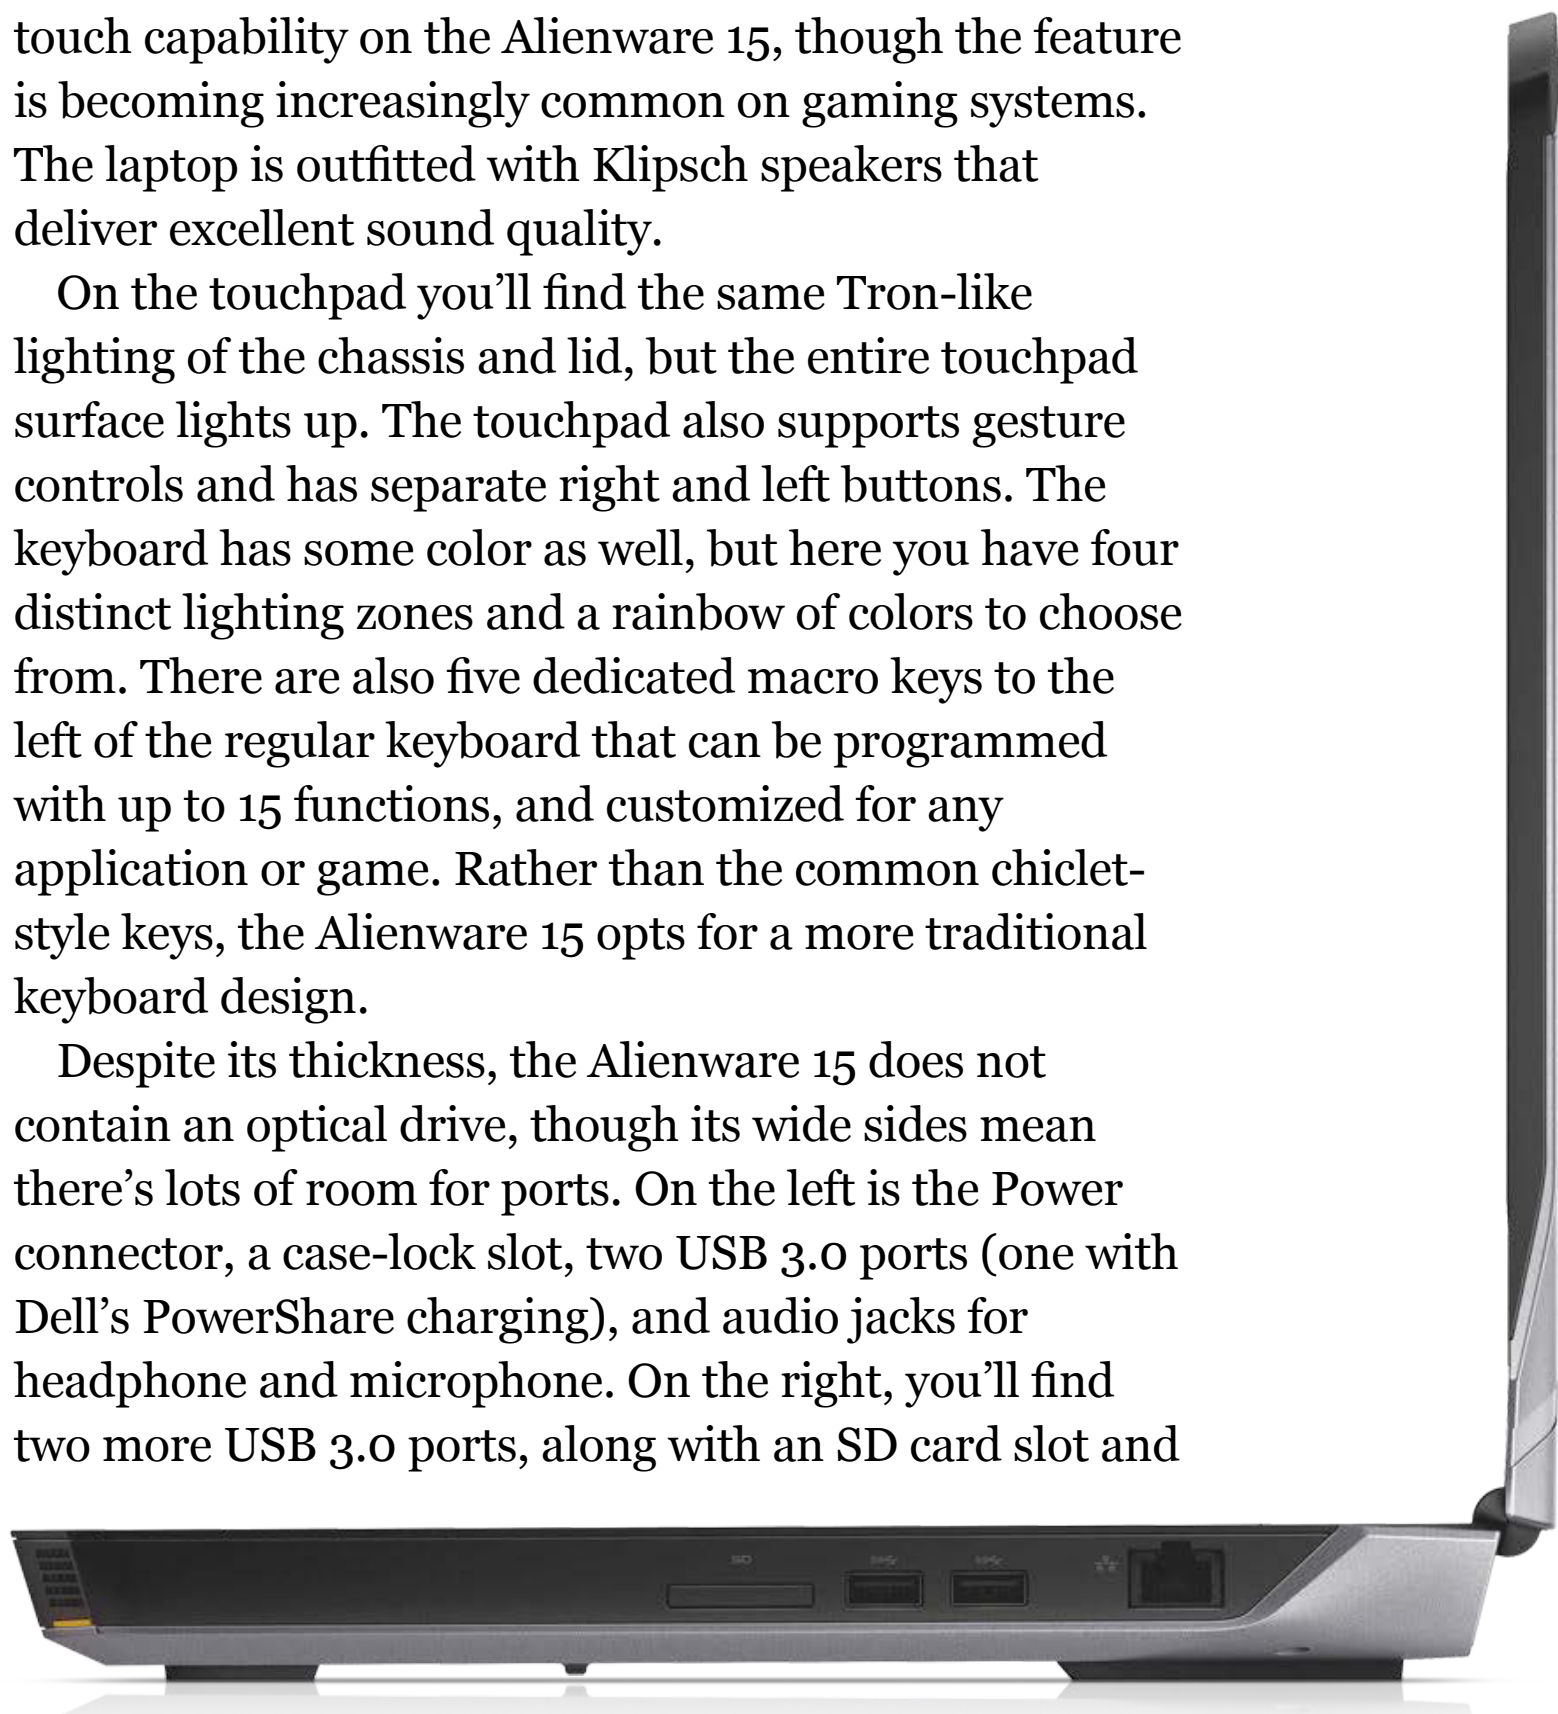 touch capability on the Alienware 15, though the feature
is becoming increasingly common on gaming systems.
The laptop is outfitted with Klipsch speakers that
deliver excellent sound quality.
On the touchpad you’ll find the same Tron-like
lighting of the chassis and lid, but the entire touchpad
surface lights up. The touchpad also supports gesture
controls and has separate right and left buttons. The
keyboard has some color as well, but here you have four
distinct lighting zones and a rainbow of colors to choose
from. There are also five dedicated macro keys to the
left of the regular keyboard that can be programmed
with up to 15 functions, and customized for any
application or game. Rather than the common chiclet-
style keys, the Alienware 15 opts for a more traditional
keyboard design.
Despite its thickness, the Alienware 15 does not
contain an optical drive, though its wide sides mean
there’s lots of room for ports. On the left is the Power
connector, a case-lock slot, two USB 3.0 ports (one with
Dell’s PowerShare charging), and audio jacks for
headphone and microphone. On the right, you’ll find
two more USB 3.0 ports, along with an SD card slot and
SD